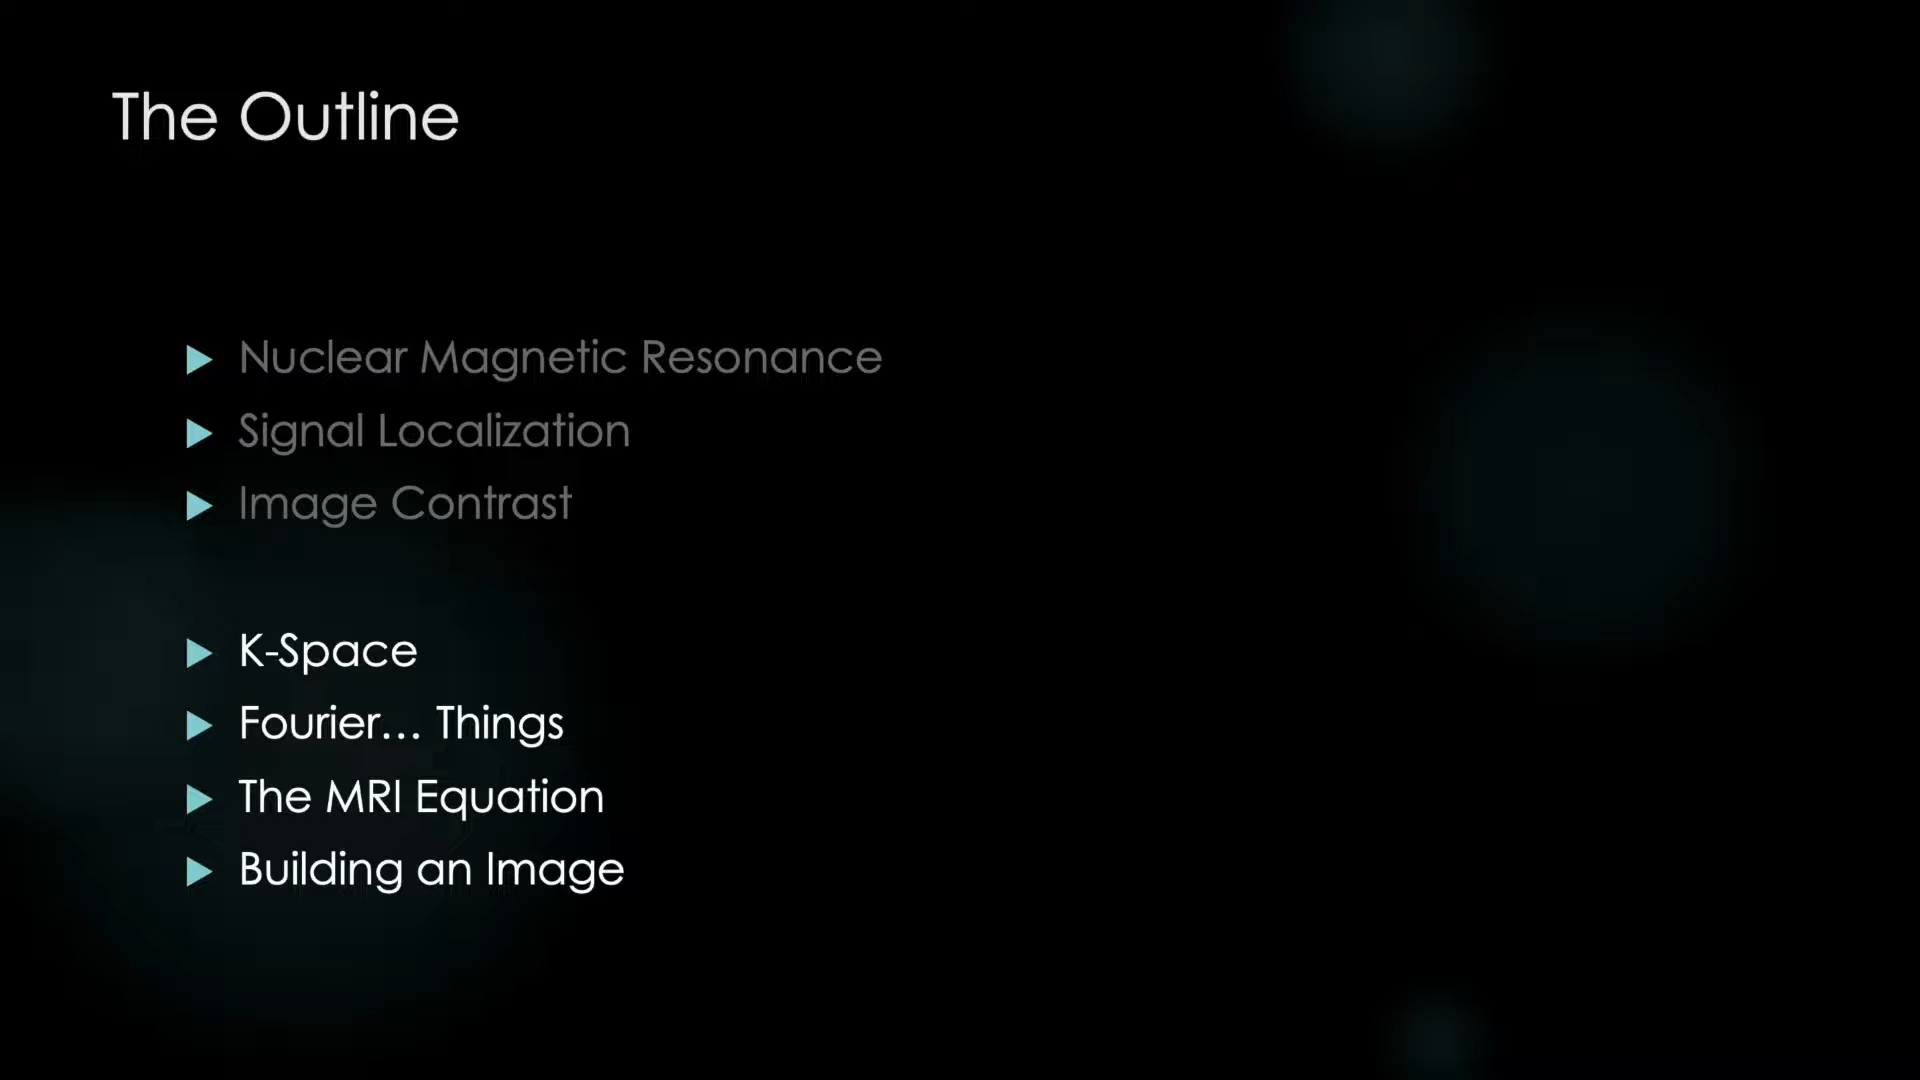 The Outline
Nuclear Magnetic Resonance
Signal Localization
Image Contrast
K-Space
Fourier… Things
The MRI Equation
Building an Image